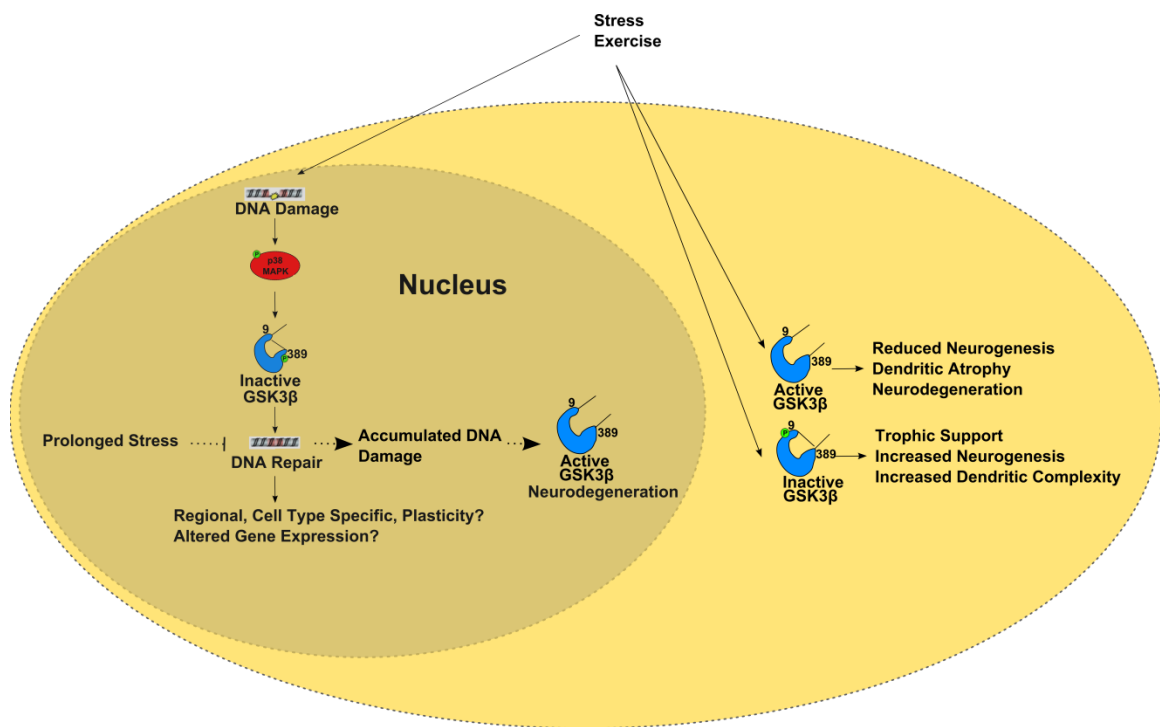 Stress
Exercise
DNA Damage
P
p38
MAPK
Nucleus
9
389
P
Inactive
GSK3β
Prolonged Stress
DNA Repair
Accumulated DNA
Damage
9
389
Active
GSK3β
Neurodegeneration
Regional, Cell Type Specific, Plasticity?
Altered Gene Expression?
9
389
Active
GSK3β
Reduced Neurogenesis
Dendritic Atrophy
Neurodegeneration
P
9
389
Inactive
GSK3β
Trophic Support
Increased Neurogenesis
Increased Dendritic Complexity